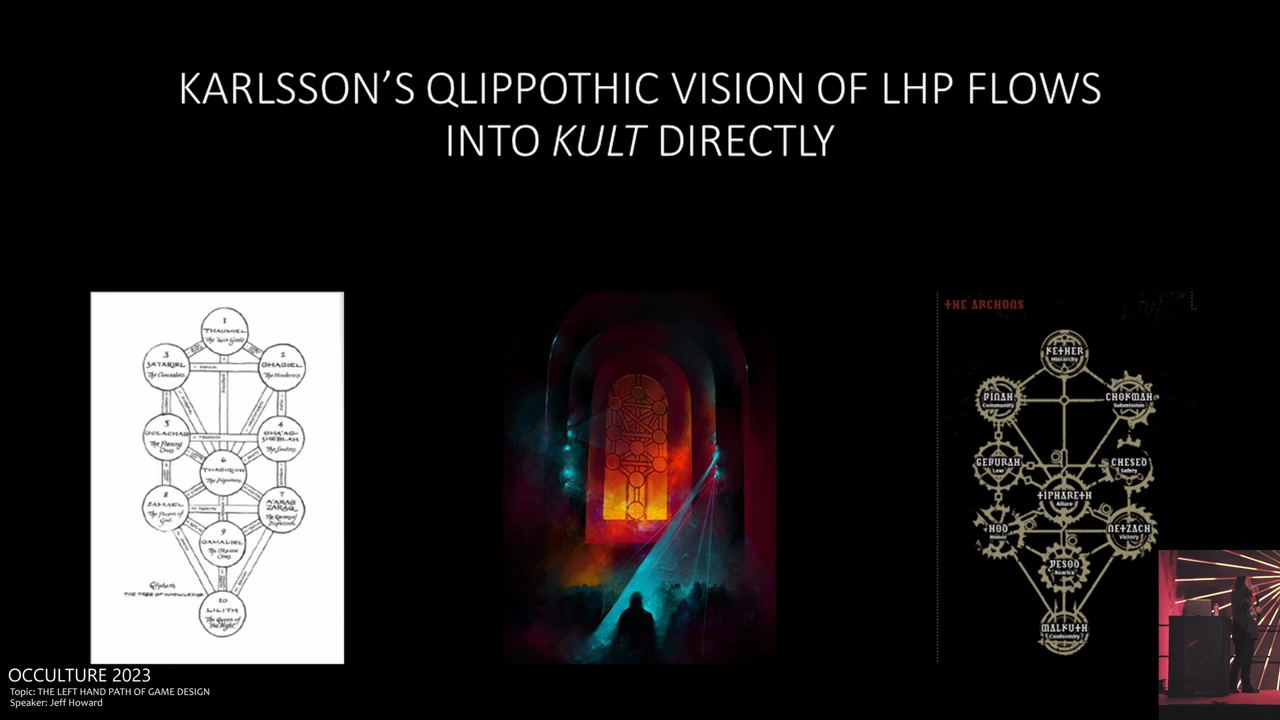 KARLSSON'S QLIPPOTHIC VISION OF LHP FLOWS
INTO KULT DIRECTLY
1
THAUMIEL
The Twin Gods
3
SATARIEL
The Concealers
2
GHAGIEL
The Hinderers
5
GOLACHAB
The Flaming
Ones
4
GHA'AG-
SHEBLAH
The Smiters
6
THAGIRION
The Disputers
8
SAMAEL
The Poison of
God
7
A'ARAB
ZARAQ
The Ravens of
Dispersion
9
GAMALIEL
The Obscene
Ones
10
LILITH
The Queen of
the Night
Qliphoth
THE TREE OF KNOWLEDGE
THE ARCHONS
KETHER
Hierarchy
BINAH
Community
CHOKMAH
Submission
GEBURAH
Law
CHESED
Safety
TIPHARETH
Allure
HOD
Honor
NETZACH
Victory
YESOD
Avarice
MALKUTH
Conformity
OCCULTURE 2023
Topic: THE LEFT HAND PATH OF GAME DESIGN
Speaker: Jeff Howard